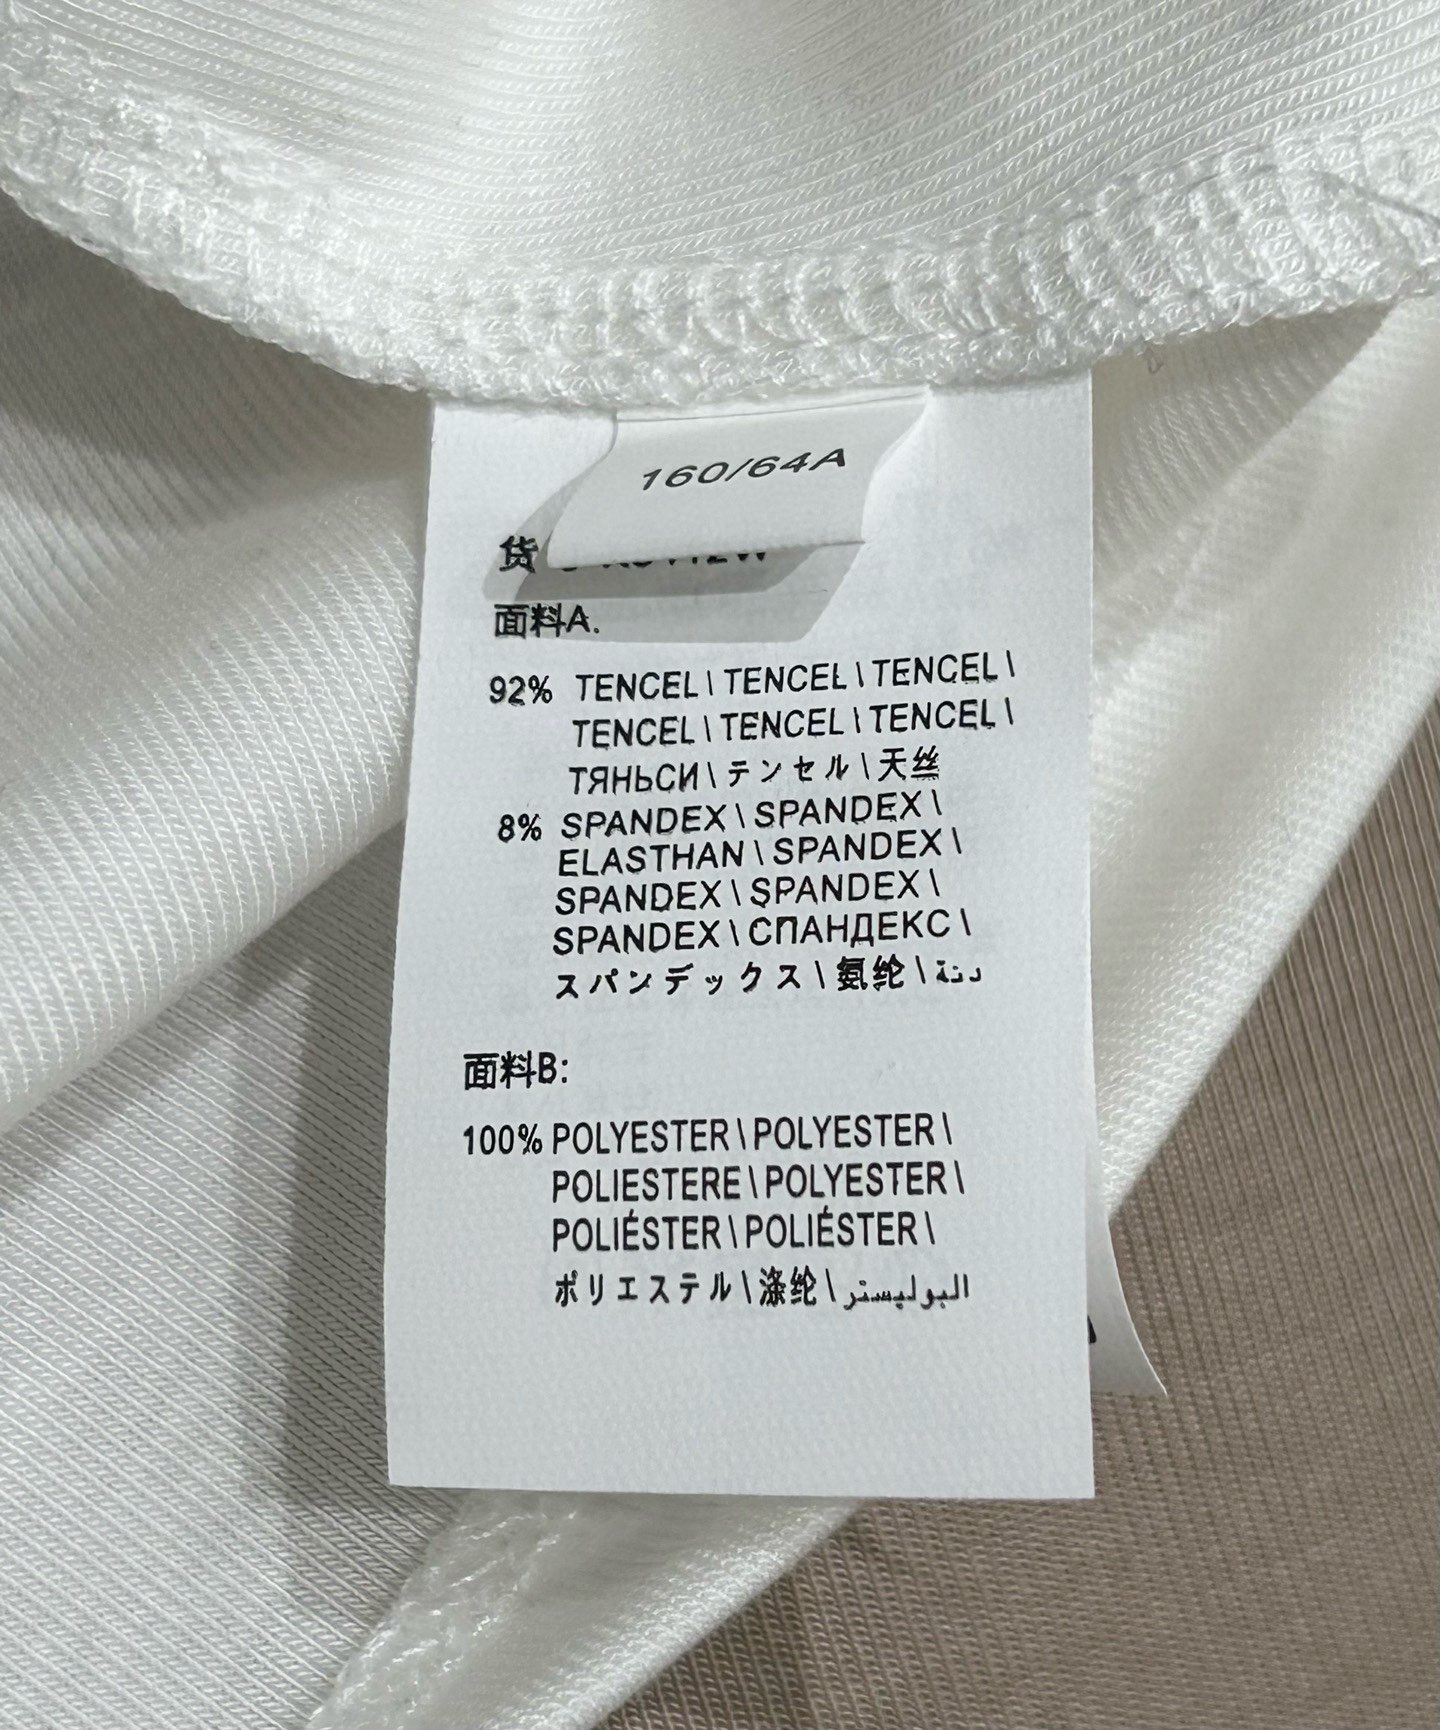 160/64A
货
面料A.
92% TENCEL \ TENCEL \ TENCEL \
TENCEL \ TENCEL \ TENCEL \
ТЯНЬСИ \ テンセル \ 天丝
8% SPANDEX \ SPANDEX \
ELASTHAN \ SPANDEX \
SPANDEX \ SPANDEX \
SPANDEX \ СПАНДЕКС \
スパンデックス \ 氨纶 \
面料B:
100% POLYESTER \ POLYESTER \
POLIESTERE \ POLYESTER \
POLIÉSTER \ POLIÉSTER \
ポリエステル \ 涤纶 \ البوليستر